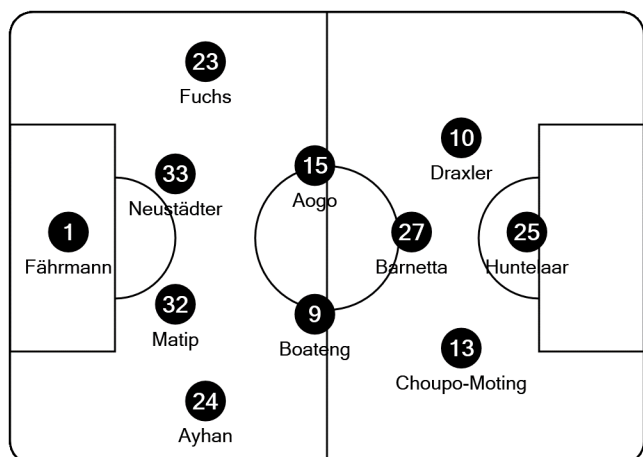 23
Fuchs
10
Draxler
15
Aogo
33
Neustädter
1
Fährmann
27
Barnetta
25
Huntelaar
32
Matip
9
Boateng
13
Choupo-Moting
24
Ayhan